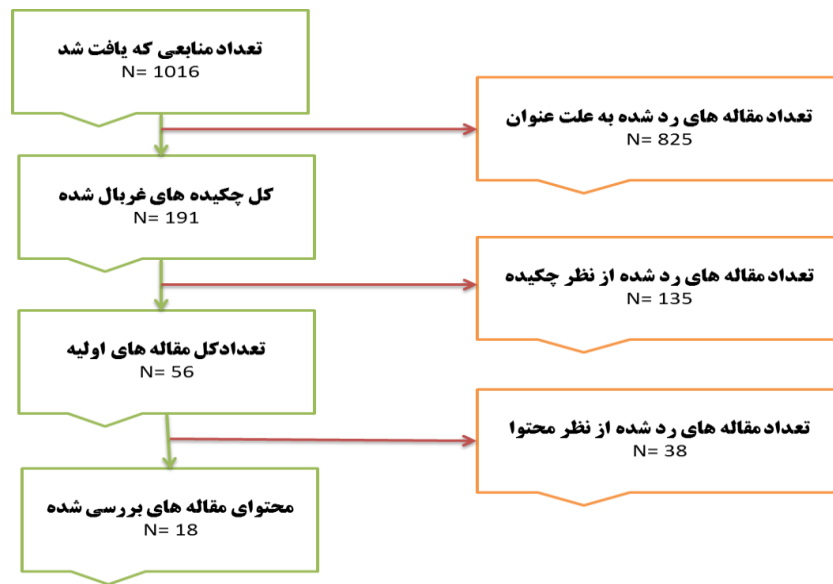 تعداد منابعی که یافت شد
N= 1016
تعداد مقاله های رد شده به علت عنوان
N= 825
کل چکیده های غربال شده
N= 191
تعداد مقاله های رد شده از نظر چکیده
N= 135
تعدادکل مقاله های اولیه
N= 56
تعداد مقاله های رد شده از نظر محتوا
N= 38
محتوای مقاله های بررسی شده
N= 18